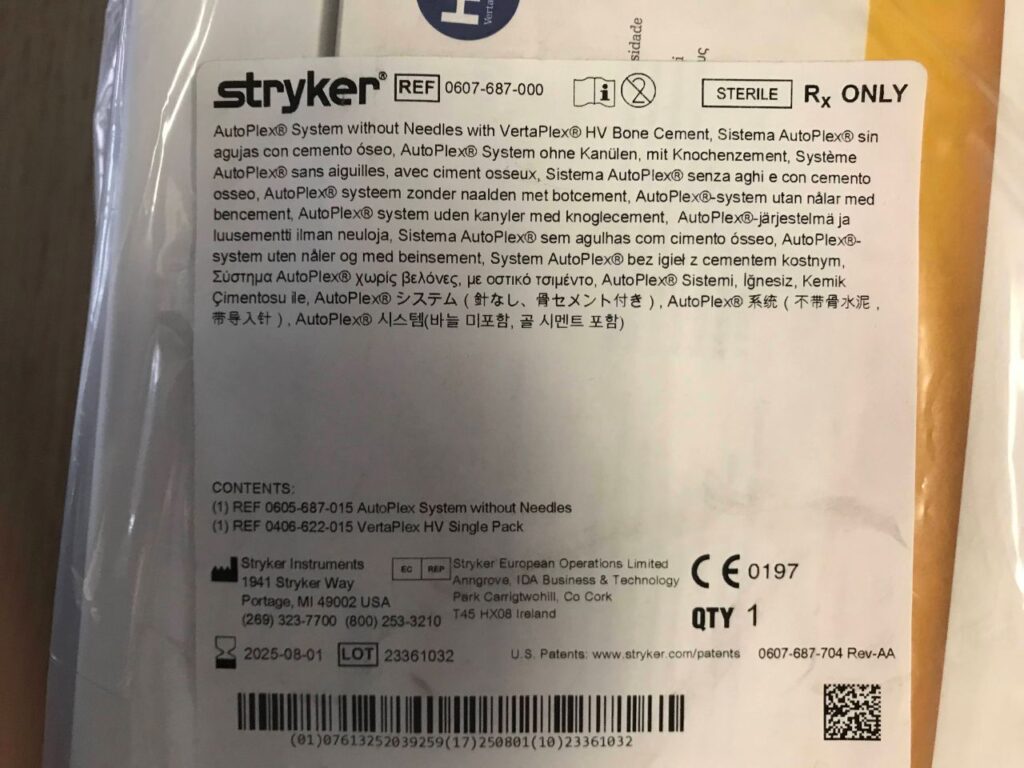 H
Verta
sidade
ύς
stryker® REF 0607-687-000 STERILE Rx ONLY
AutoPlex® System without Needles with VertaPlex® HV Bone Cement, Sistema AutoPlex® sin
agujas con cemento óseo, AutoPlex® System ohne Kanülen, mit Knochenzement, Système
AutoPlex® sans aiguilles, avec ciment osseux, Sistema AutoPlex® senza aghi e con cemento
osseo, AutoPlex® systeem zonder naalden met botcement, AutoPlex®-system utan nålar med
bencement, AutoPlex® system uden kanyler med knoglecement, AutoPlex®-järjestelmä ja
luusementti ilman neuloja, Sistema AutoPlex® sem agulhas com cimento ósseo, AutoPlex®-
system uten nåler og med beinsement, System AutoPlex® bez igieł z cementem kostnym,
Σύστημα AutoPlex® χωρίς βελόνες, με οστικό τσιμέντο, AutoPlex® Sistemi, İğnesiz, Kemik
Çimentosu ile, AutoPlex® システム ( 針なし、骨セメント付き ) , AutoPlex® 系统 ( 不带骨水泥 ,
带导入针 ) , AutoPlex® 시스템(바늘 미포함, 골 시멘트 포함)
CONTENTS:
(1) REF 0605-687-015 AutoPlex System without Needles
(1) REF 0406-622-015 VertaPlex HV Single Pack
Stryker Instruments
1941 Stryker Way
Portage, MI 49002 USA
(269) 323-7700 (800) 253-3210
EC REP
Stryker European Operations Limited
Anngrove, IDA Business & Technology
Park Carrigtwohill, Co Cork
T45 HX08 Ireland
CE 0197
QTY 1
2025-08-01 LOT 23361032 U.S. Patents: www.stryker.com/patents 0607-687-704 Rev-AA
(01)07613252039259(17)250801(10)23361032